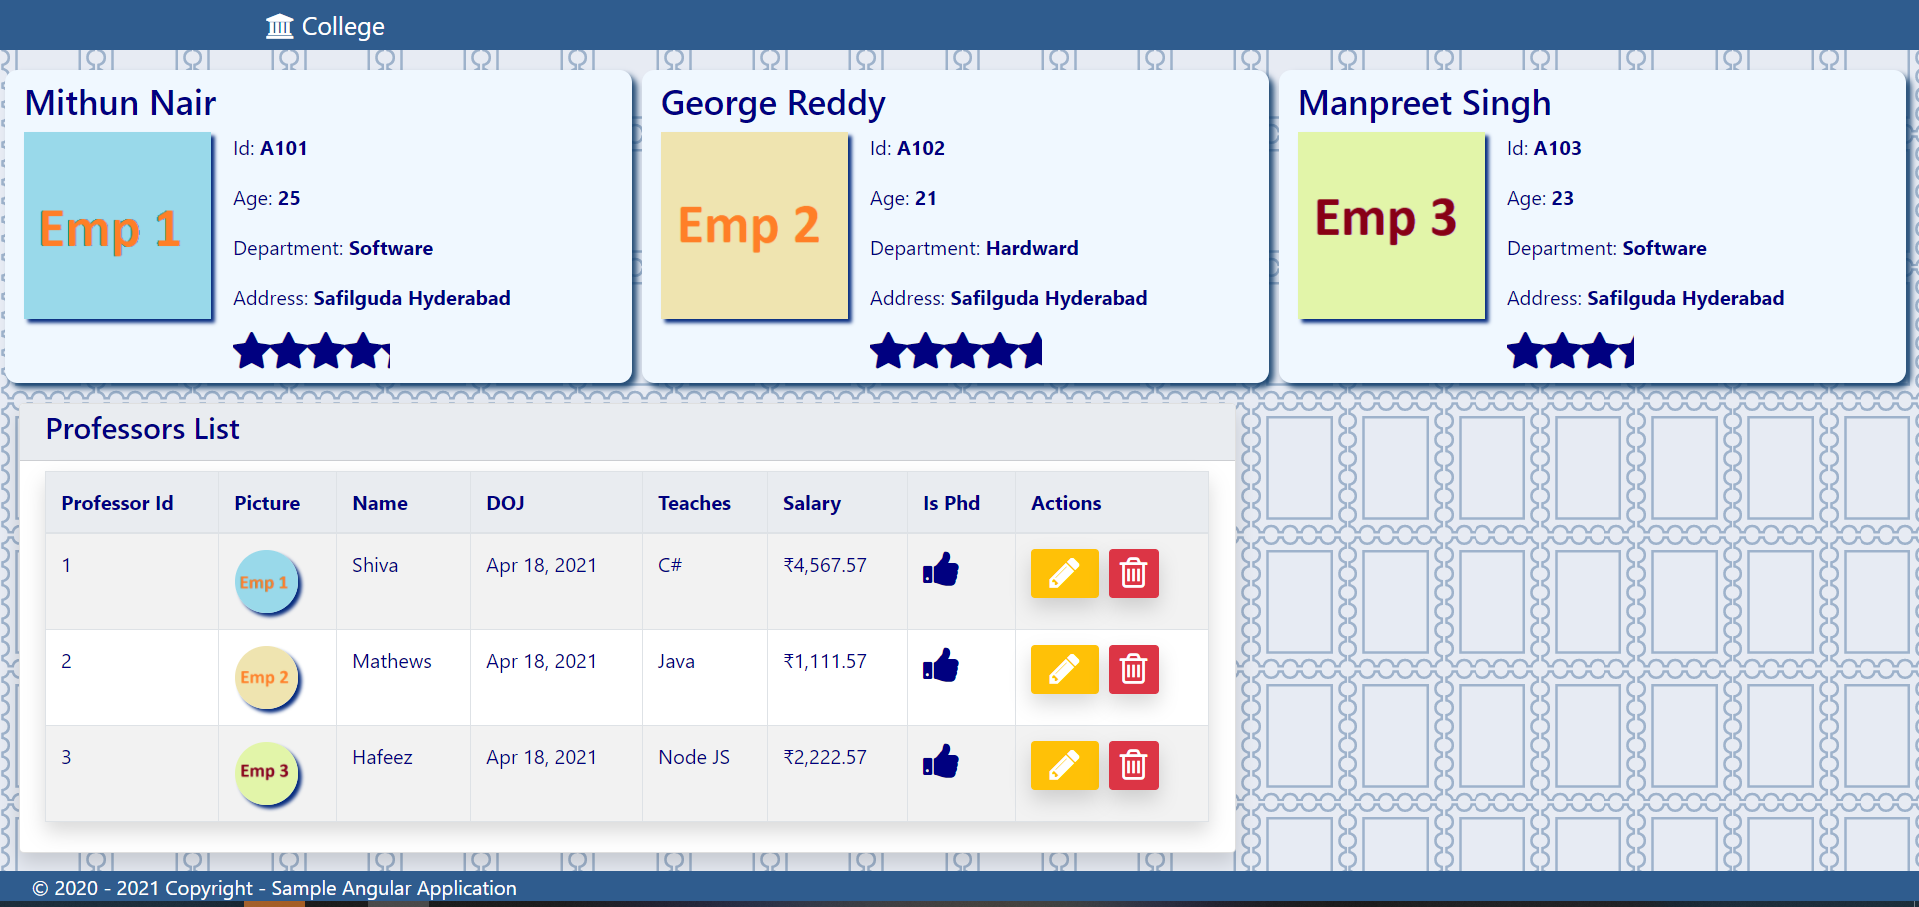 College
Mithun Nair
Emp 1
Id: A101
Age: 25
Department: Software
Address: Safilguda Hyderabad
George Reddy
Emp 2
Id: A102
Age: 21
Department: Hardward
Address: Safilguda Hyderabad
Manpreet Singh
Emp 3
Id: A103
Age: 23
Department: Software
Address: Safilguda Hyderabad
Professors List
Professor Id Picture Name DOJ Teaches Salary Is Phd Actions
1 Emp 1 Shiva Apr 18, 2021 C# ₹4,567.57
2 Emp 2 Mathews Apr 18, 2021 Java ₹1,111.57
3 Emp 3 Hafeez Apr 18, 2021 Node JS ₹2,222.57
© 2020 - 2021 Copyright - Sample Angular Application